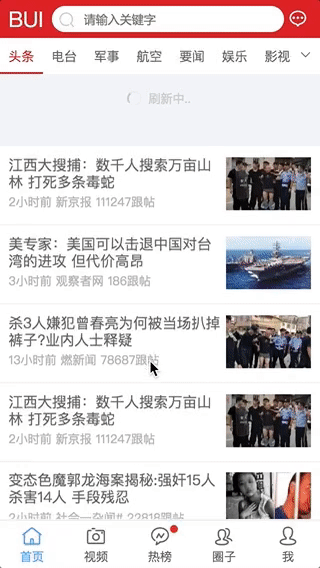 BUI 请输入关键字
头条 电台 军事 航空 要闻 娱乐 影视
刷新中..
江西大搜捕：数千人搜索万亩山
林 打死多条毒蛇
2小时前 新京报 111247跟帖
美专家：美国可以击退中国对台
湾的进攻 但代价高昂
3小时前 观察者网 186跟帖
杀3人嫌犯曾春亮为何被当场扒掉
裤子?业内人士释疑
13小时前 燃新闻 78687跟帖
江西大搜捕：数千人搜索万亩山
林 打死多条毒蛇
2小时前 新京报 111247跟帖
变态色魔郭龙海案揭秘:强奸15人
杀害14人 手段残忍
2小时前 社会一杂闻# 22818跟帖
首页 视频 热榜 圈子 我